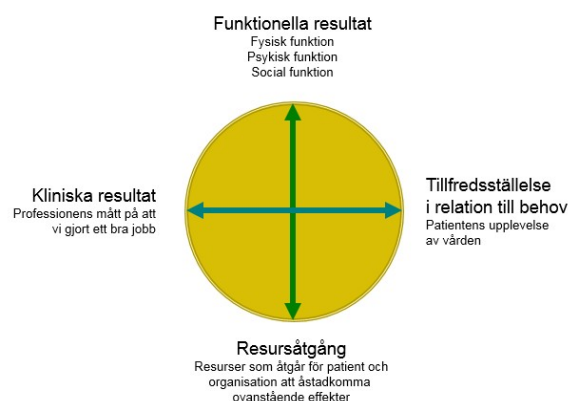 Funktionella resultat
Fysisk funktion
Psykisk funktion
Social funktion
Kliniska resultat
Professionens mått på att
vi gjort ett bra jobb
Tillfredsställelse
i relation till behov
Patientens upplevelse
av vården
Resursåtgång
Resurser som åtgår för patient och
organisation att åstadkomma
ovanstående effekter